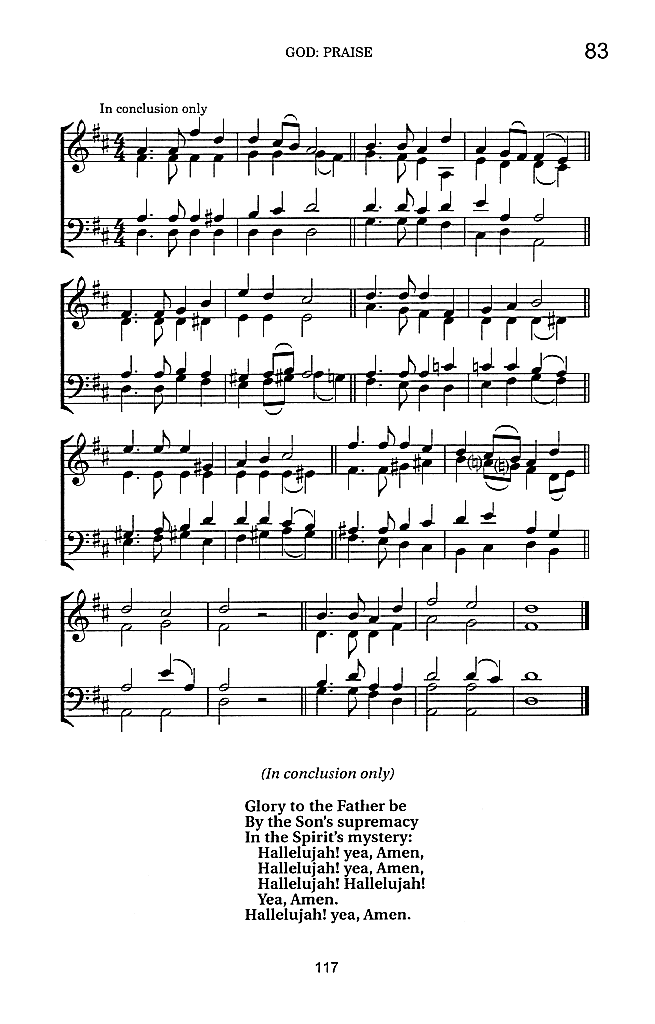 GOD: PRAISE
83
In conclusion only
(In conclusion only)
Glory to the Father be
By the Son's supremacy
In the Spirit's mystery:
Hallelujah! yea, Amen,
Hallelujah! yea, Amen,
Hallelujah! Hallelujah!
Yea, Amen.
Hallelujah! yea, Amen.
117